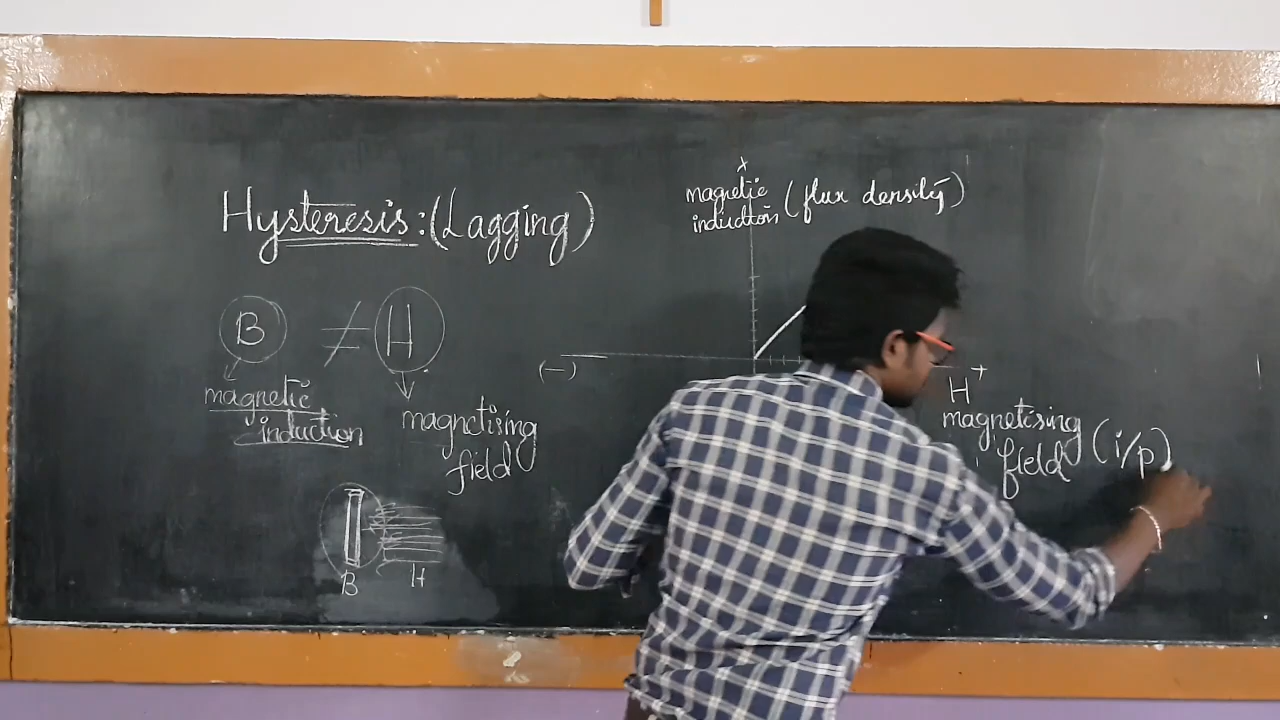 Hysteresis : (Lagging)
B ≠ H
magnetic
induction
magnetising
field
B H
magnetic (flux density)
induction
(−)
H +
magnetising
field (i/p)